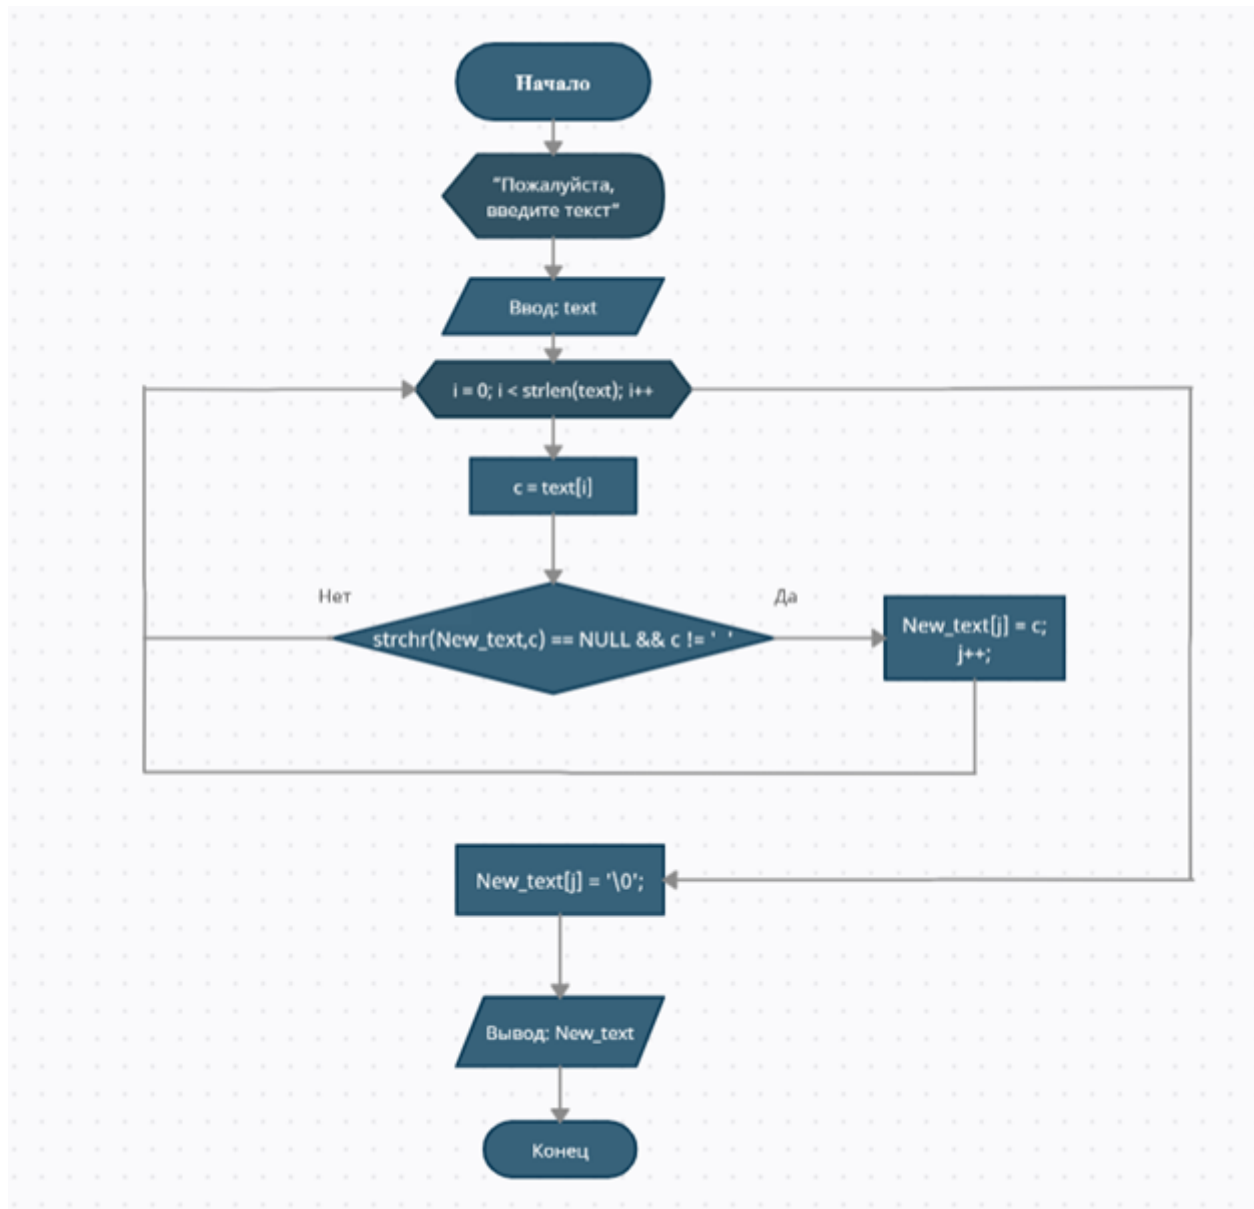 Начало
"Пожалуйста,
введите текст"
Ввод: text
i = 0; i < strlen(text); i++
c = text[i]
Нет
Да
strchr(New_text,c) == NULL && c != ' '
New_text[j] = c;
j++;
New_text[j] = '\0';
Вывод: New_text
Конец